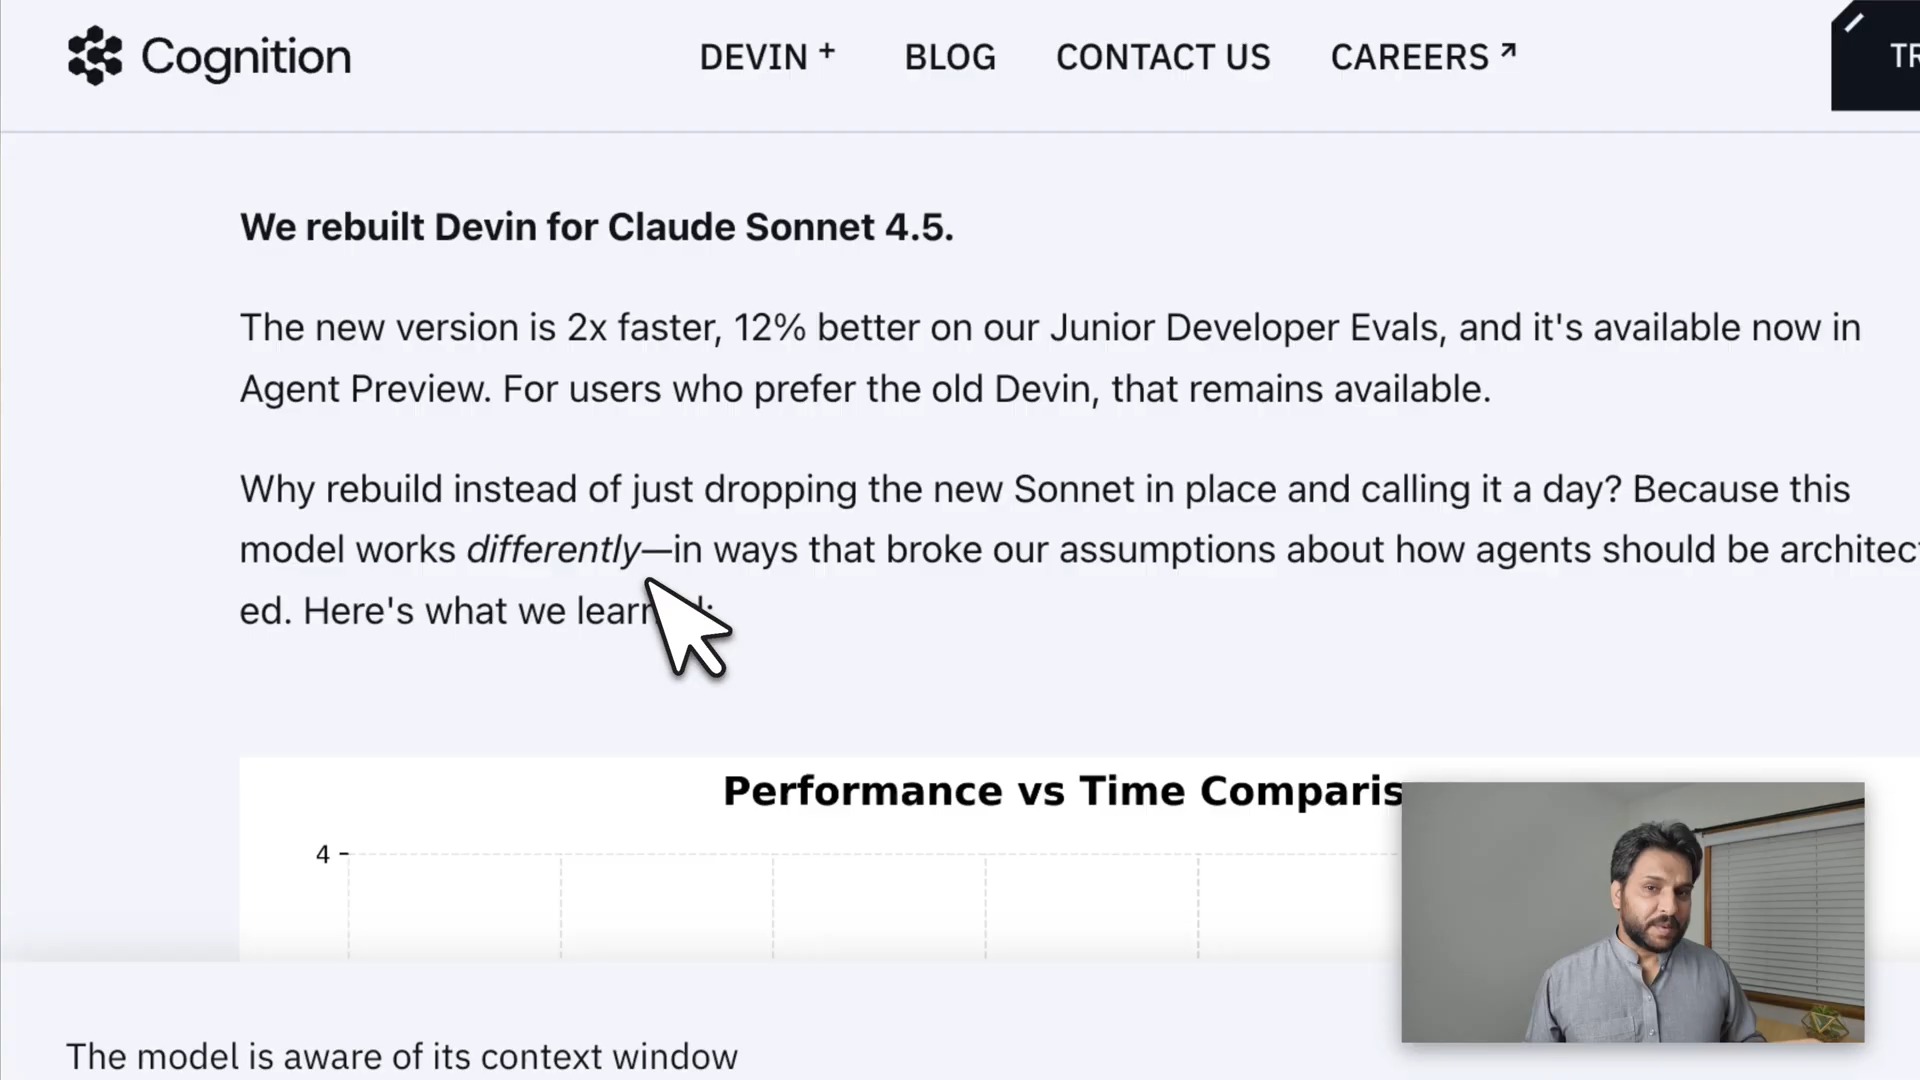 Cognition
DEVIN +
BLOG
CONTACT US
CAREERS ↗
We rebuilt Devin for Claude Sonnet 4.5.
The new version is 2x faster, 12% better on our Junior Developer Evals, and it's available now in
Agent Preview. For users who prefer the old Devin, that remains available.
Why rebuild instead of just dropping the new Sonnet in place and calling it a day? Because this
model works differently—in ways that broke our assumptions about how agents should be architect
ed. Here's what we
Performance vs Time
4
The model is aware of its context window